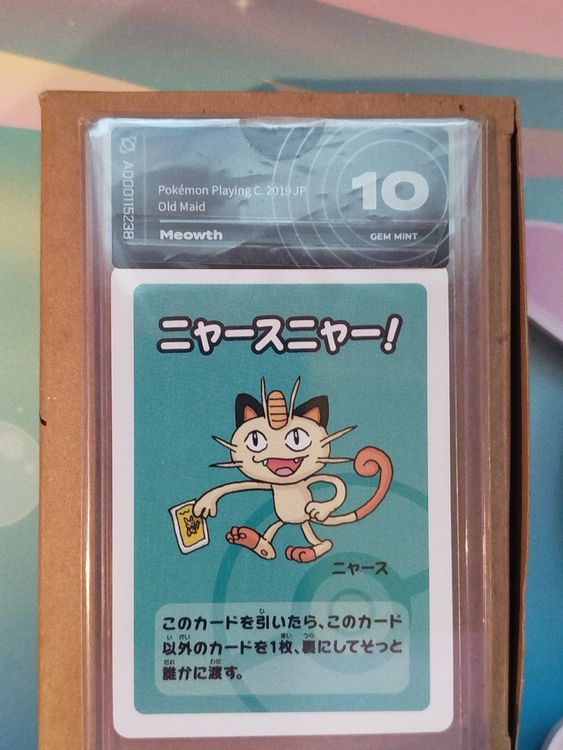 A000115238
Pokémon Playing C. 2019 JP
Old Maid
Meowth
10
GEM MINT
ニャースニャー!
ニャース
このカードを引いたら、このカード
以外のカードを1枚、裏にしてそっと
誰かに渡す。